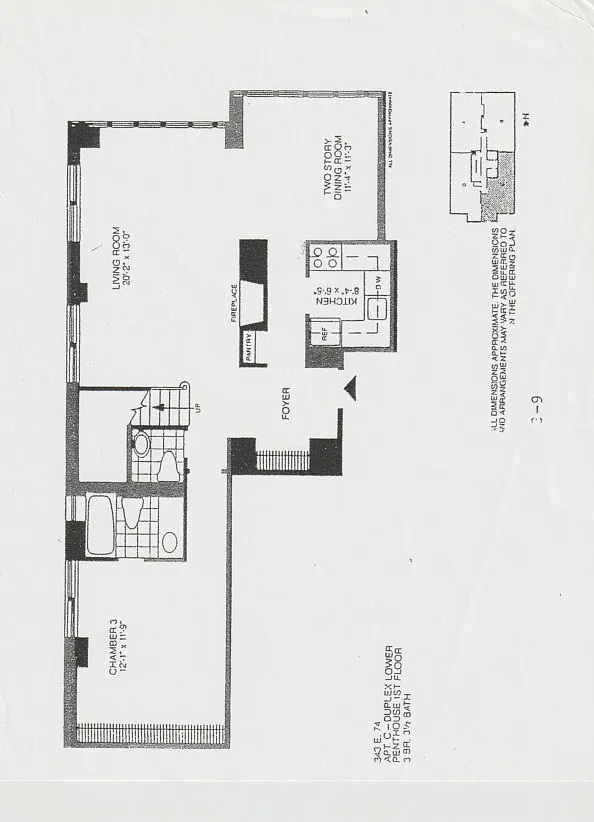 LIVING ROOM
20'-2" x 13'-0"
TWO STORY
DINING ROOM
11'-4" x 11'-3"
FIREPLACE
PANTRY
KITCHEN
8'-4" x 6'-5"
REF
DW
FOYER
UP
CHAMBER 3
12'-1" x 11'-9"
343 E. 74
APT. C – DUPLEX LOWER
PENTHOUSE 1ST FLOOR
3 BR, 3½ BATH
ALL DIMENSIONS APPROXIMATE. THE DIMENSIONS
AND ARRANGEMENTS MAY VARY AS REFERRED TO
IN THE OFFERING PLAN.
A
B
D
C
N
3-9